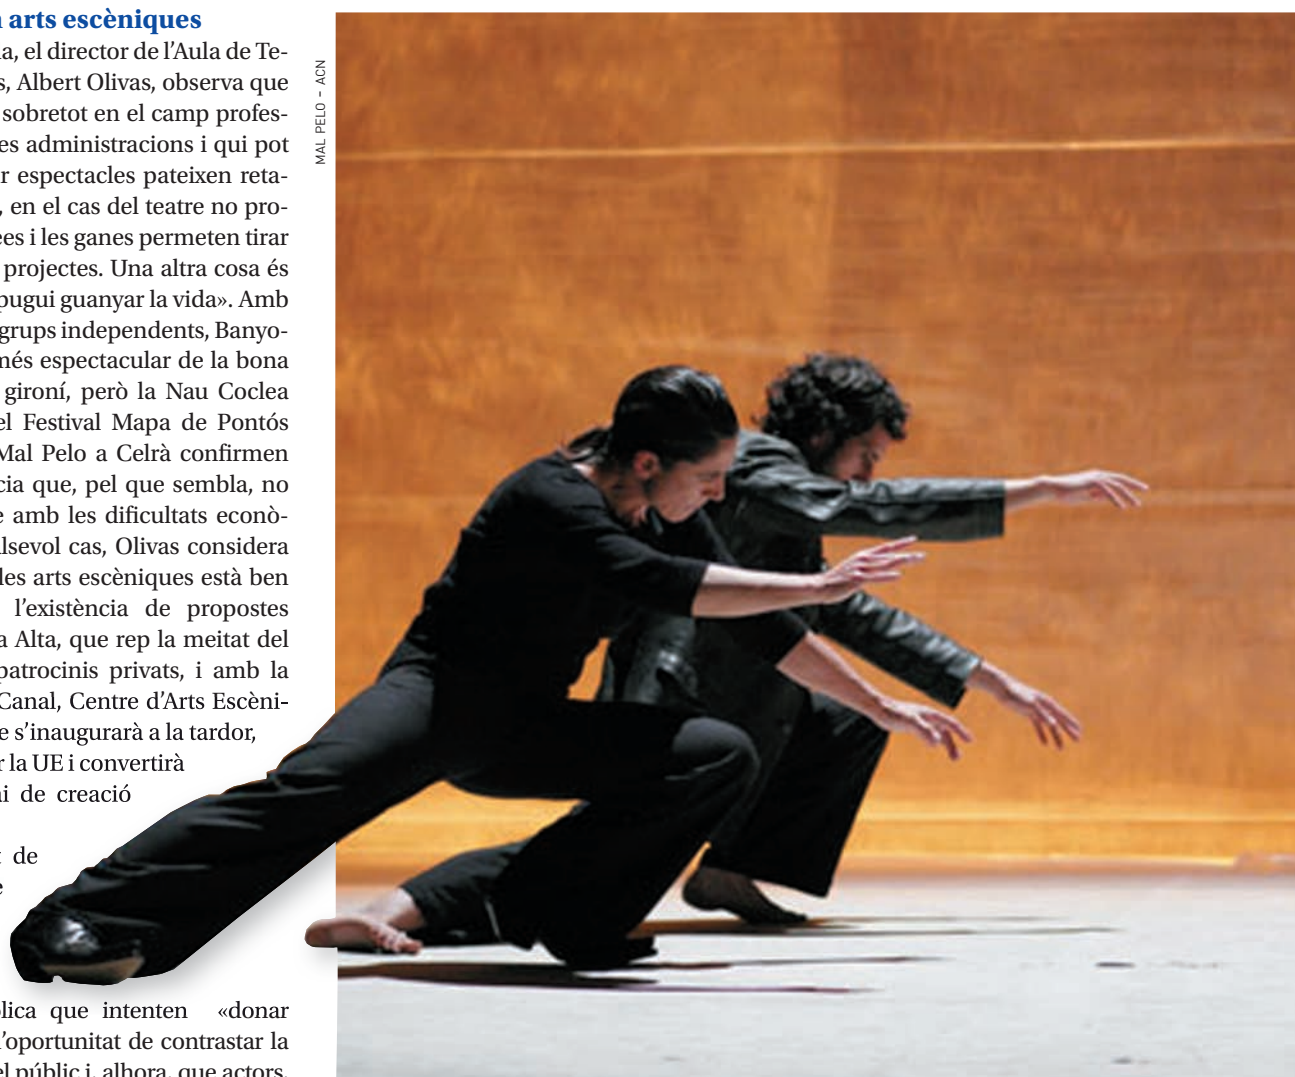 arts escèniques
a, el director de l’Aula de Te-
s, Albert Olivas, observa que
sobretot en el camp profes-
es administracions i qui pot
r espectacles pateixen reta-
, en el cas del teatre no pro-
ees i les ganes permeten tirar
projectes. Una altra cosa és
pugui guanyar la vida». Amb
grups independents, Banyo-
més espectacular de la bona
gironí, però la Nau Coclea
el Festival Mapa de Pontós
Mal Pelo a Celrà confirmen
cia que, pel que sembla, no
e amb les dificultats econò-
lsevol cas, Olivas considera
les arts escèniques està ben
l’existència de propostes
a Alta, que rep la meitat del
patrocinis privats, i amb la
Canal, Centre d’Arts Escèni-
e s’inaugurarà a la tardor,
r la UE i convertirà
i de creació
t de
e
lica que intenten «donar
l’oportunitat de contrastar la
el públic i, alhora, que actors,
MAL PELO - ACN